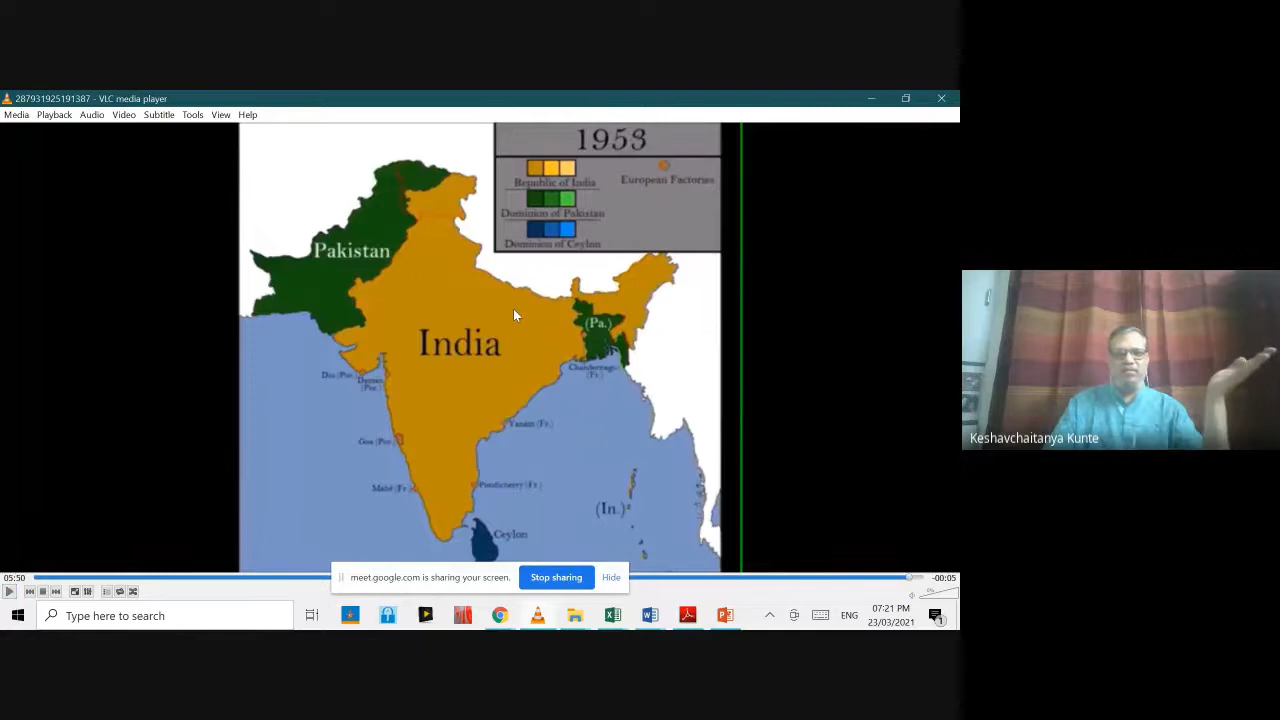 287931925191387 - VLC media player
Media Playback Audio Video Subtitle Tools View Help
1953
Republic of India
European Factories
Dominion of Pakistan
Dominion of Ceylon
Pakistan
India
(Pa.)
Diu (Por.)
(Por.)
(Fr.)
Goa (Por.)
Yanam (Fr.)
Mahé (Fr.)
Pondicherry (Fr.)
(In.)
Ceylon
Keshavchaitanya Kunte
meet.google.com is sharing your screen. Stop sharing Hide
05:50
-00:05
Type here to search
ENG
07:21 PM
23/03/2021